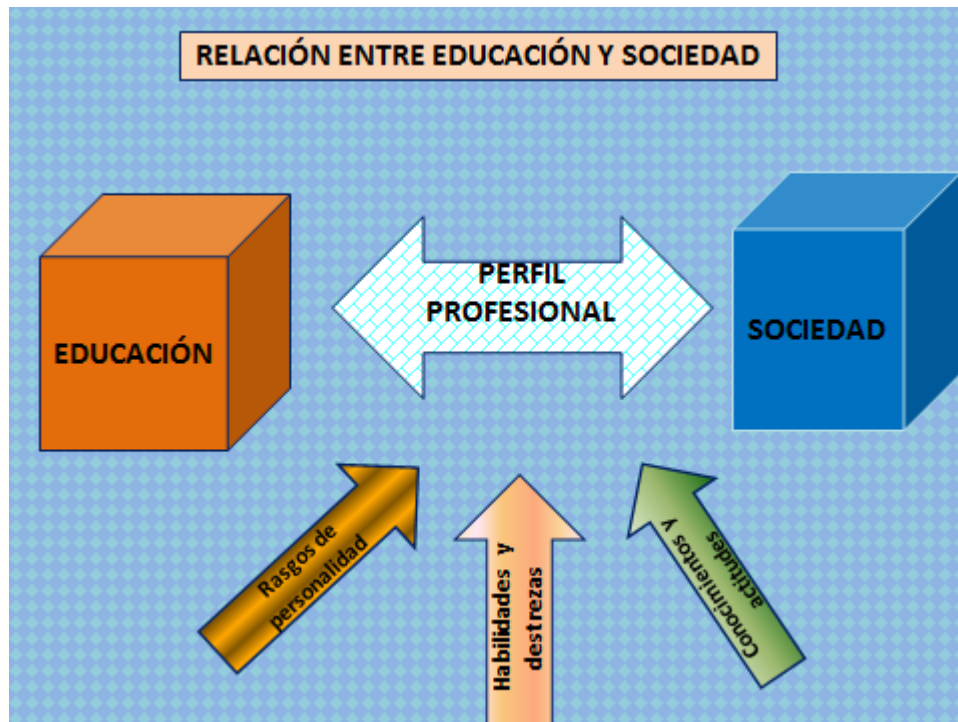 RELACIÓN ENTRE EDUCACIÓN Y SOCIEDAD
EDUCACIÓN
PERFIL
PROFESIONAL
SOCIEDAD
Rasgos de
personalidad
Habilidades y
destrezas
Conocimientos y
actitudes